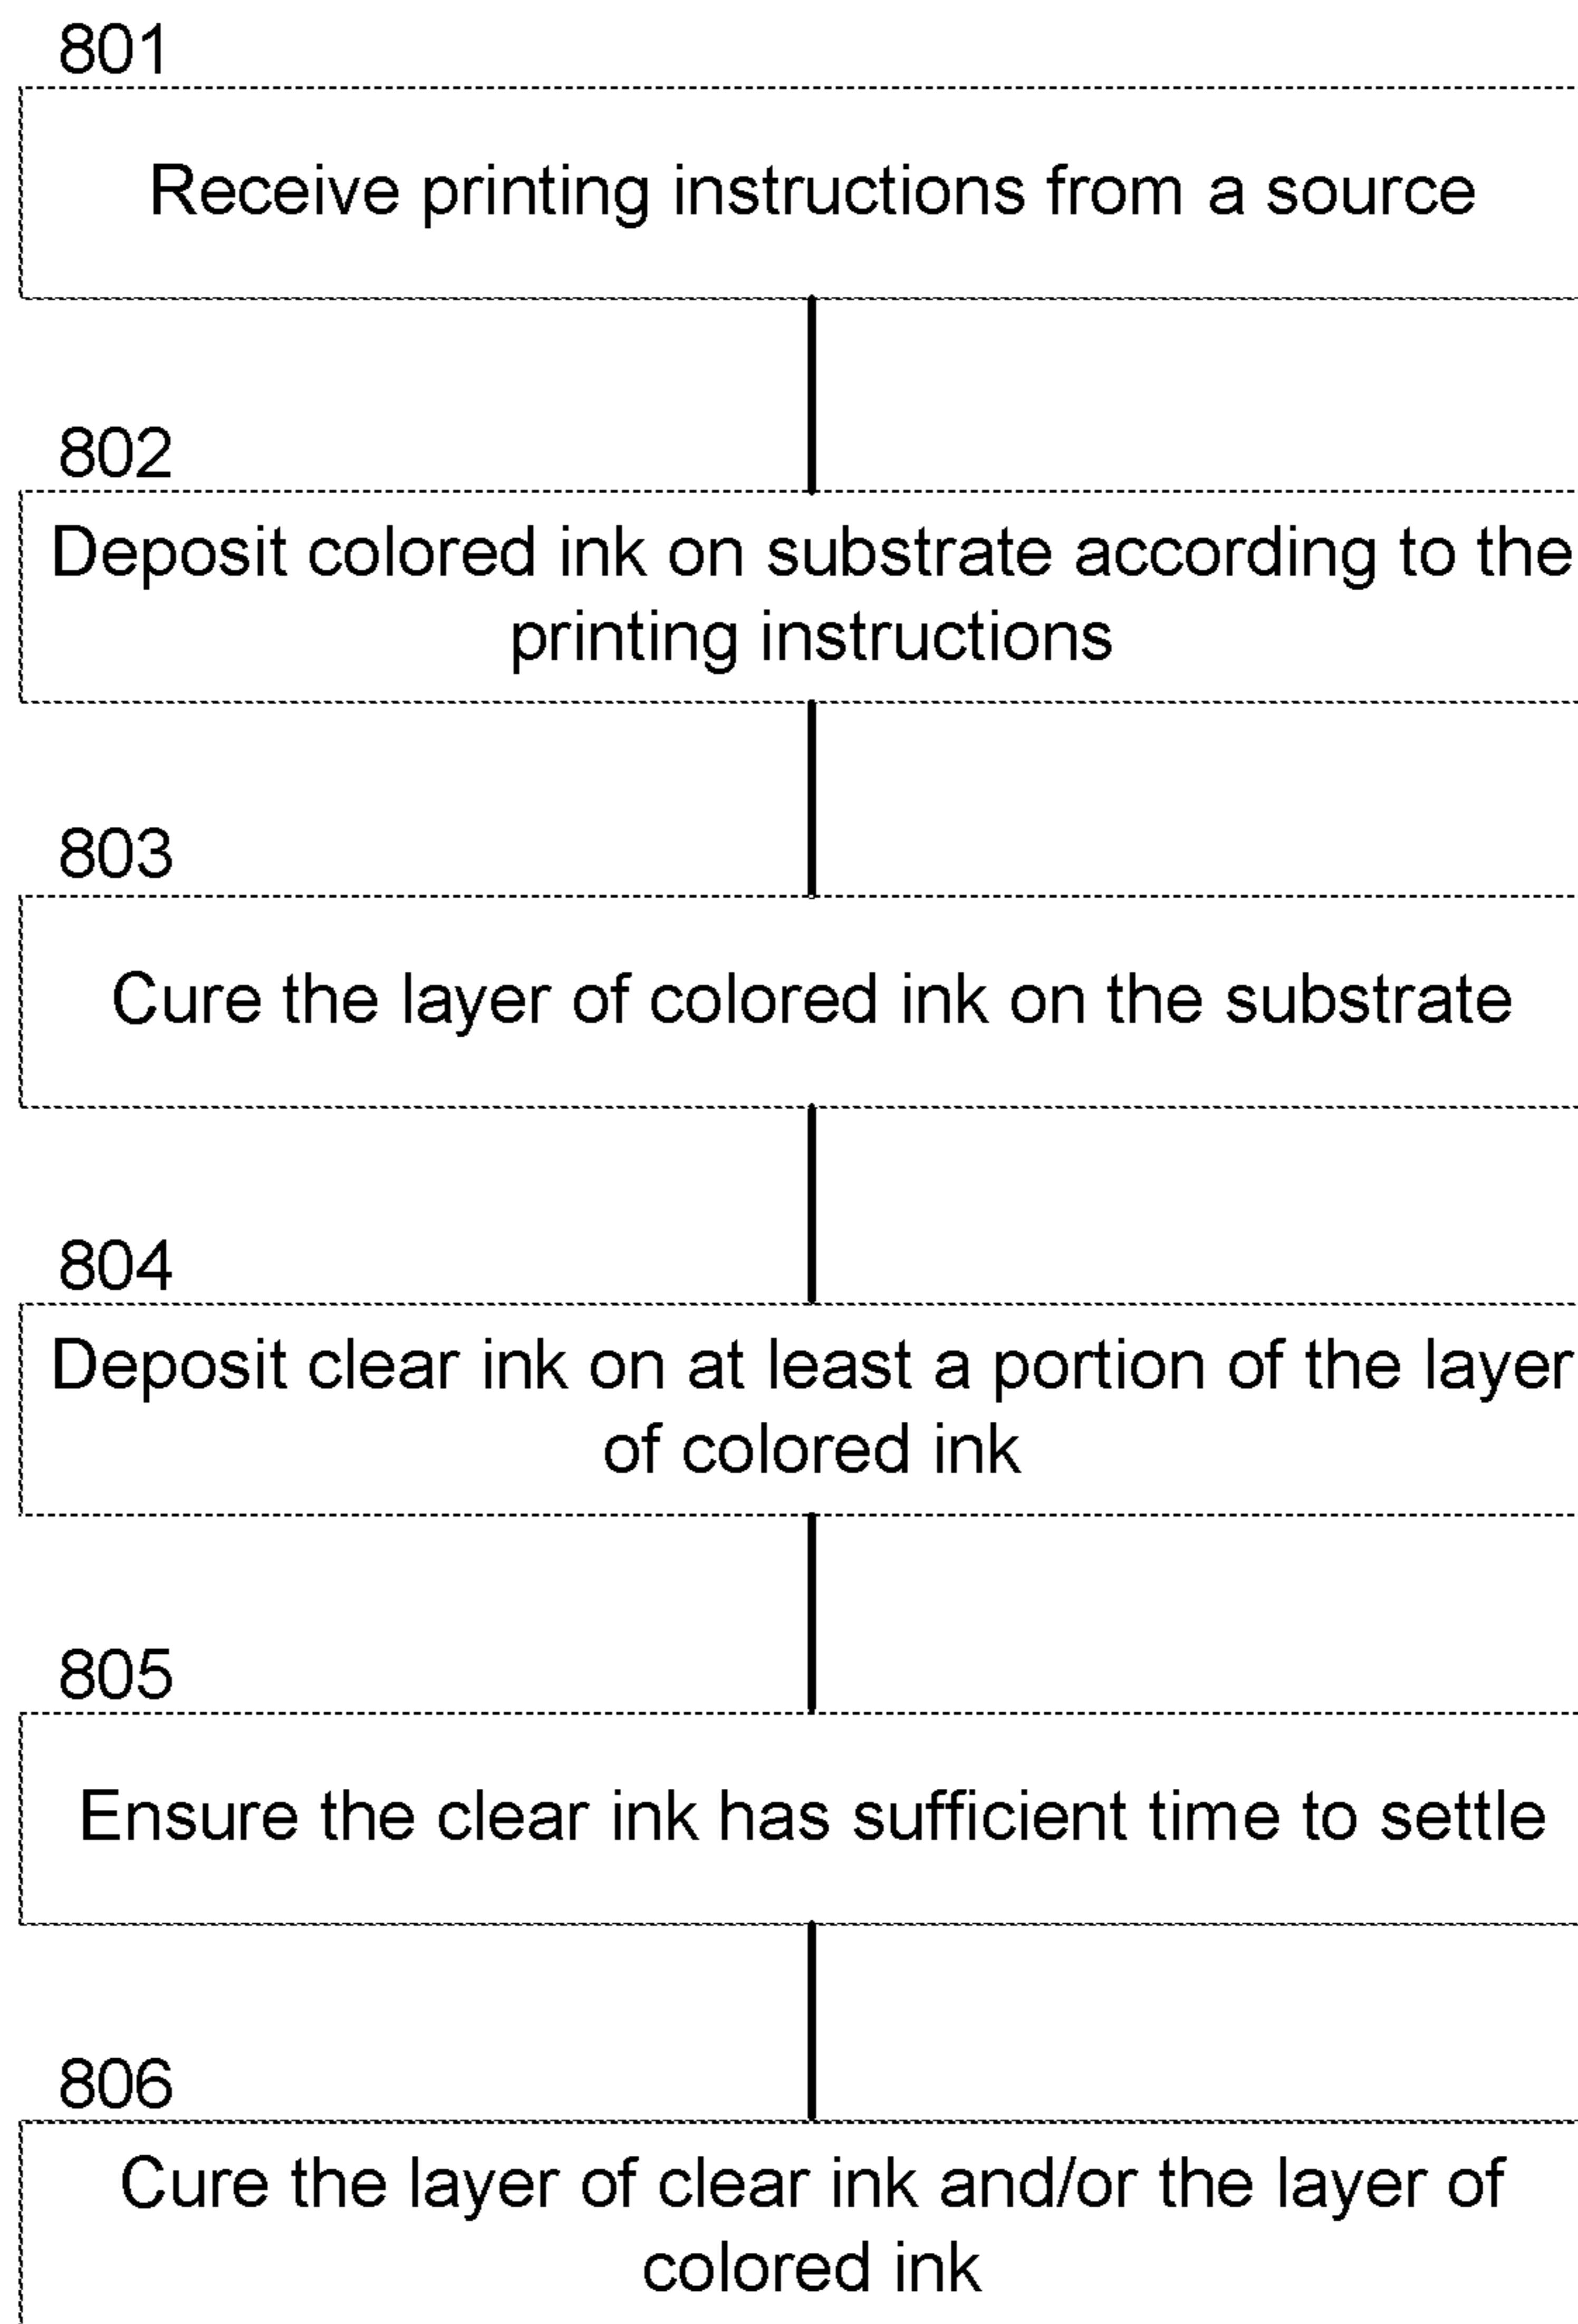 801
Receive printing instructions from a source
802
Deposit colored ink on substrate according to the
printing instructions
803
Cure the layer of colored ink on the substrate
804
Deposit clear ink on at least a portion of the layer
of colored ink
805
Ensure the clear ink has sufficient time to settle
806
Cure the layer of clear ink and/or the layer of
colored ink